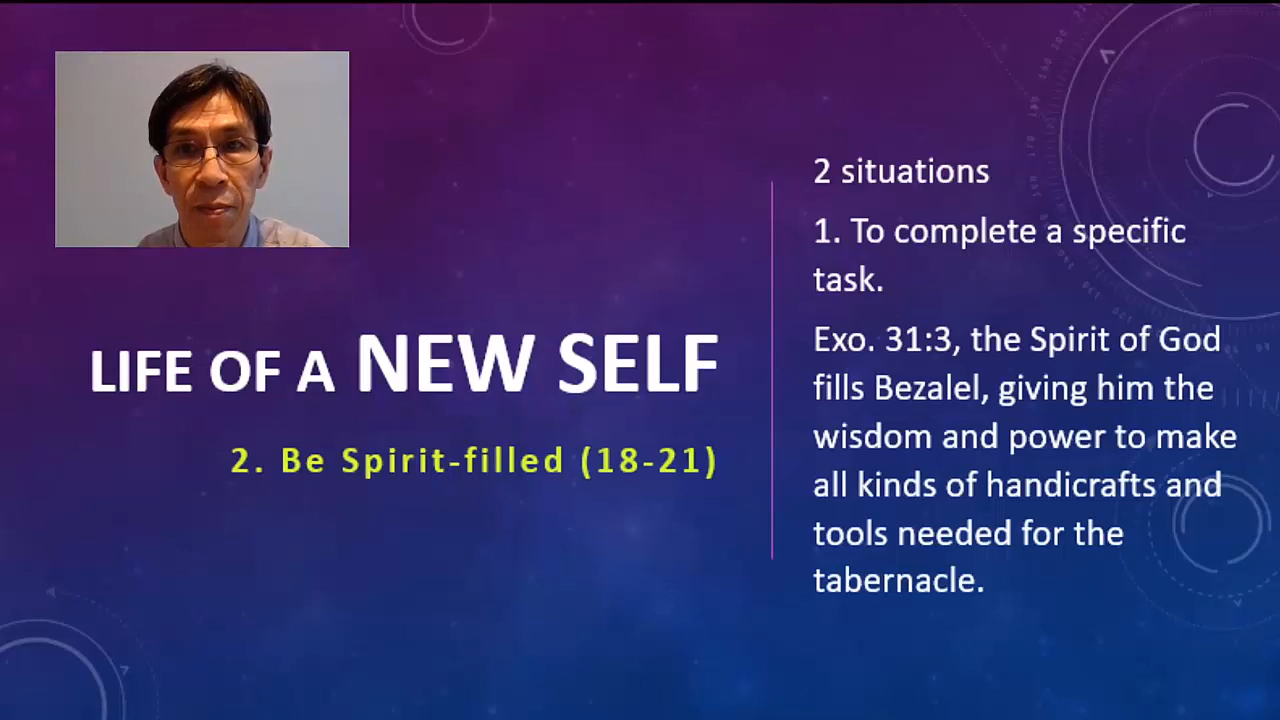 LIFE OF A NEW SELF
2. Be Spirit-filled (18-21)
2 situations
1. To complete a specific
task.
Exo. 31:3, the Spirit of God
fills Bezalel, giving him the
wisdom and power to make
all kinds of handicrafts and
tools needed for the
tabernacle.